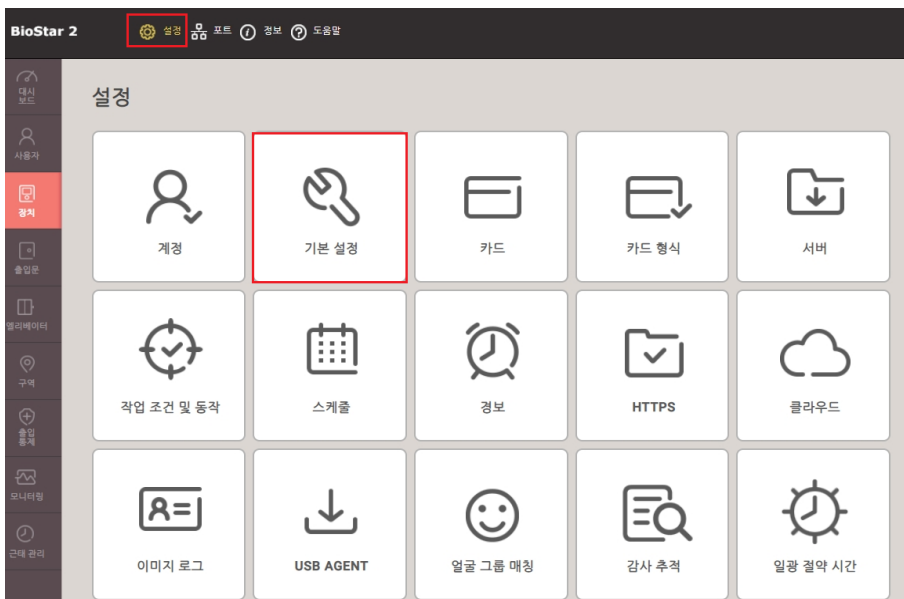 BioStar 2
설정
포트
정보
도움말
대시
보드
사용자
장치
출입문
엘리베이터
구역
출입
통제
모니터링
근태 관리
설정
계정
기본 설정
카드
카드 형식
서버
작업 조건 및 동작
스케줄
경보
HTTPS
클라우드
이미지 로그
USB AGENT
얼굴 그룹 매칭
감사 추적
일광 절약 시간